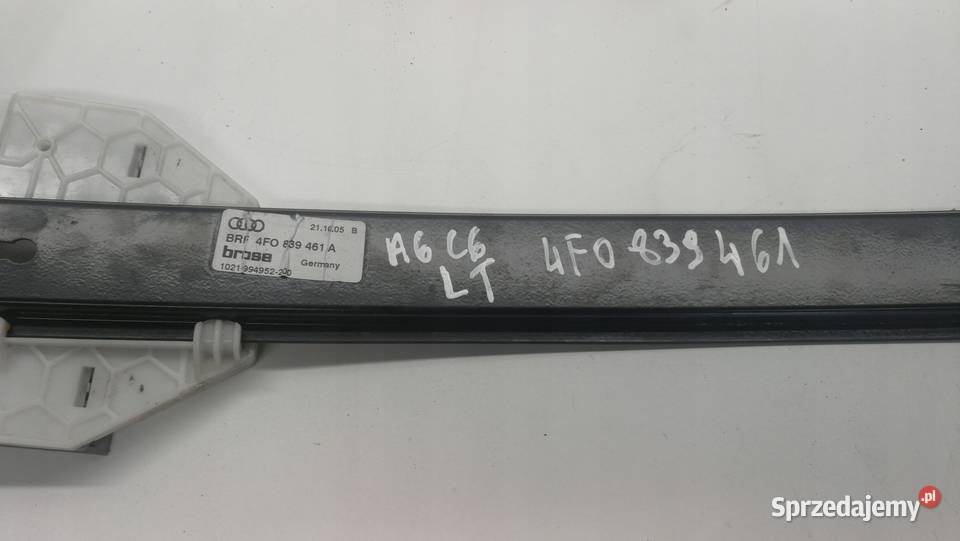 21.10.05 B
BRF 4F0 839 461 A
brose
Germany
1021 994952-200
A6 C6 4F0 839 461
LT
Sprzedajemy.pl